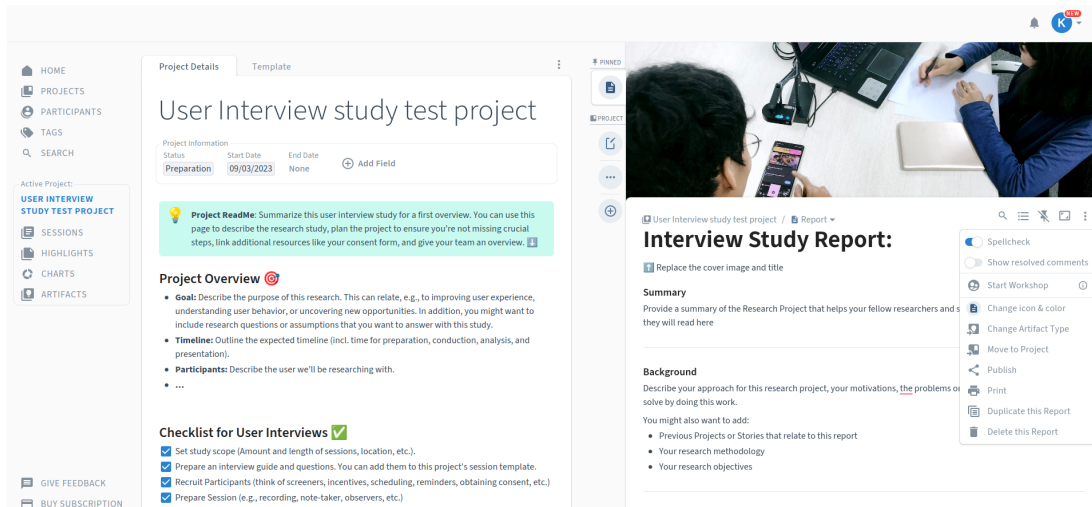 NEW
K
HOME
PROJECTS
PARTICIPANTS
TAGS
SEARCH
Active Project:
USER INTERVIEW
STUDY TEST PROJECT
SESSIONS
HIGHLIGHTS
CHARTS
ARTIFACTS
GIVE FEEDBACK
BUY SUBSCRIPTION
Project Details
Template
User Interview study test project
Project Information
Status
Start Date
End Date
Preparation
09/03/2023
None
Add Field
Project ReadMe: Summarize this user interview study for a first overview. You can use this
page to describe the research study, plan the project to ensure you're not missing crucial
steps, link additional resources like your consent form, and give your team an overview. ⬇️
Project Overview 🎯
• Goal: Describe the purpose of this research. This can relate, e.g., to improving user experience,
understanding user behavior, or uncovering new opportunities. In addition, you might want to
include research questions or assumptions that you want to answer with this study.
• Timeline: Outline the expected timeline (incl. time for preparation, conduction, analysis, and
presentation).
• Participants: Describe the user we'll be researching with.
• ...
Checklist for User Interviews ✅
Set study scope (Amount and length of sessions, location, etc.).
Prepare an interview guide and questions. You can add them to this project's session template.
Recruit Participants (think of screeners, incentives, scheduling, reminders, obtaining consent, etc.)
Prepare Session (e.g., recording, note-taker, observers, etc.)
PINNED
PROJECT
User Interview study test project / Report
Interview Study Report:
⬆️ Replace the cover image and title
Summary
Provide a summary of the Research Project that helps your fellow researchers and s
they will read here
Background
Describe your approach for this research project, your motivations, the problems o
solve by doing this work.
You might also want to add:
• Previous Projects or Stories that relate to this report
• Your research methodology
• Your research objectives
Spellcheck
Show resolved comments
Start Workshop
Change icon & color
Change Artifact Type
Move to Project
Publish
Print
Duplicate this Report
Delete this Report